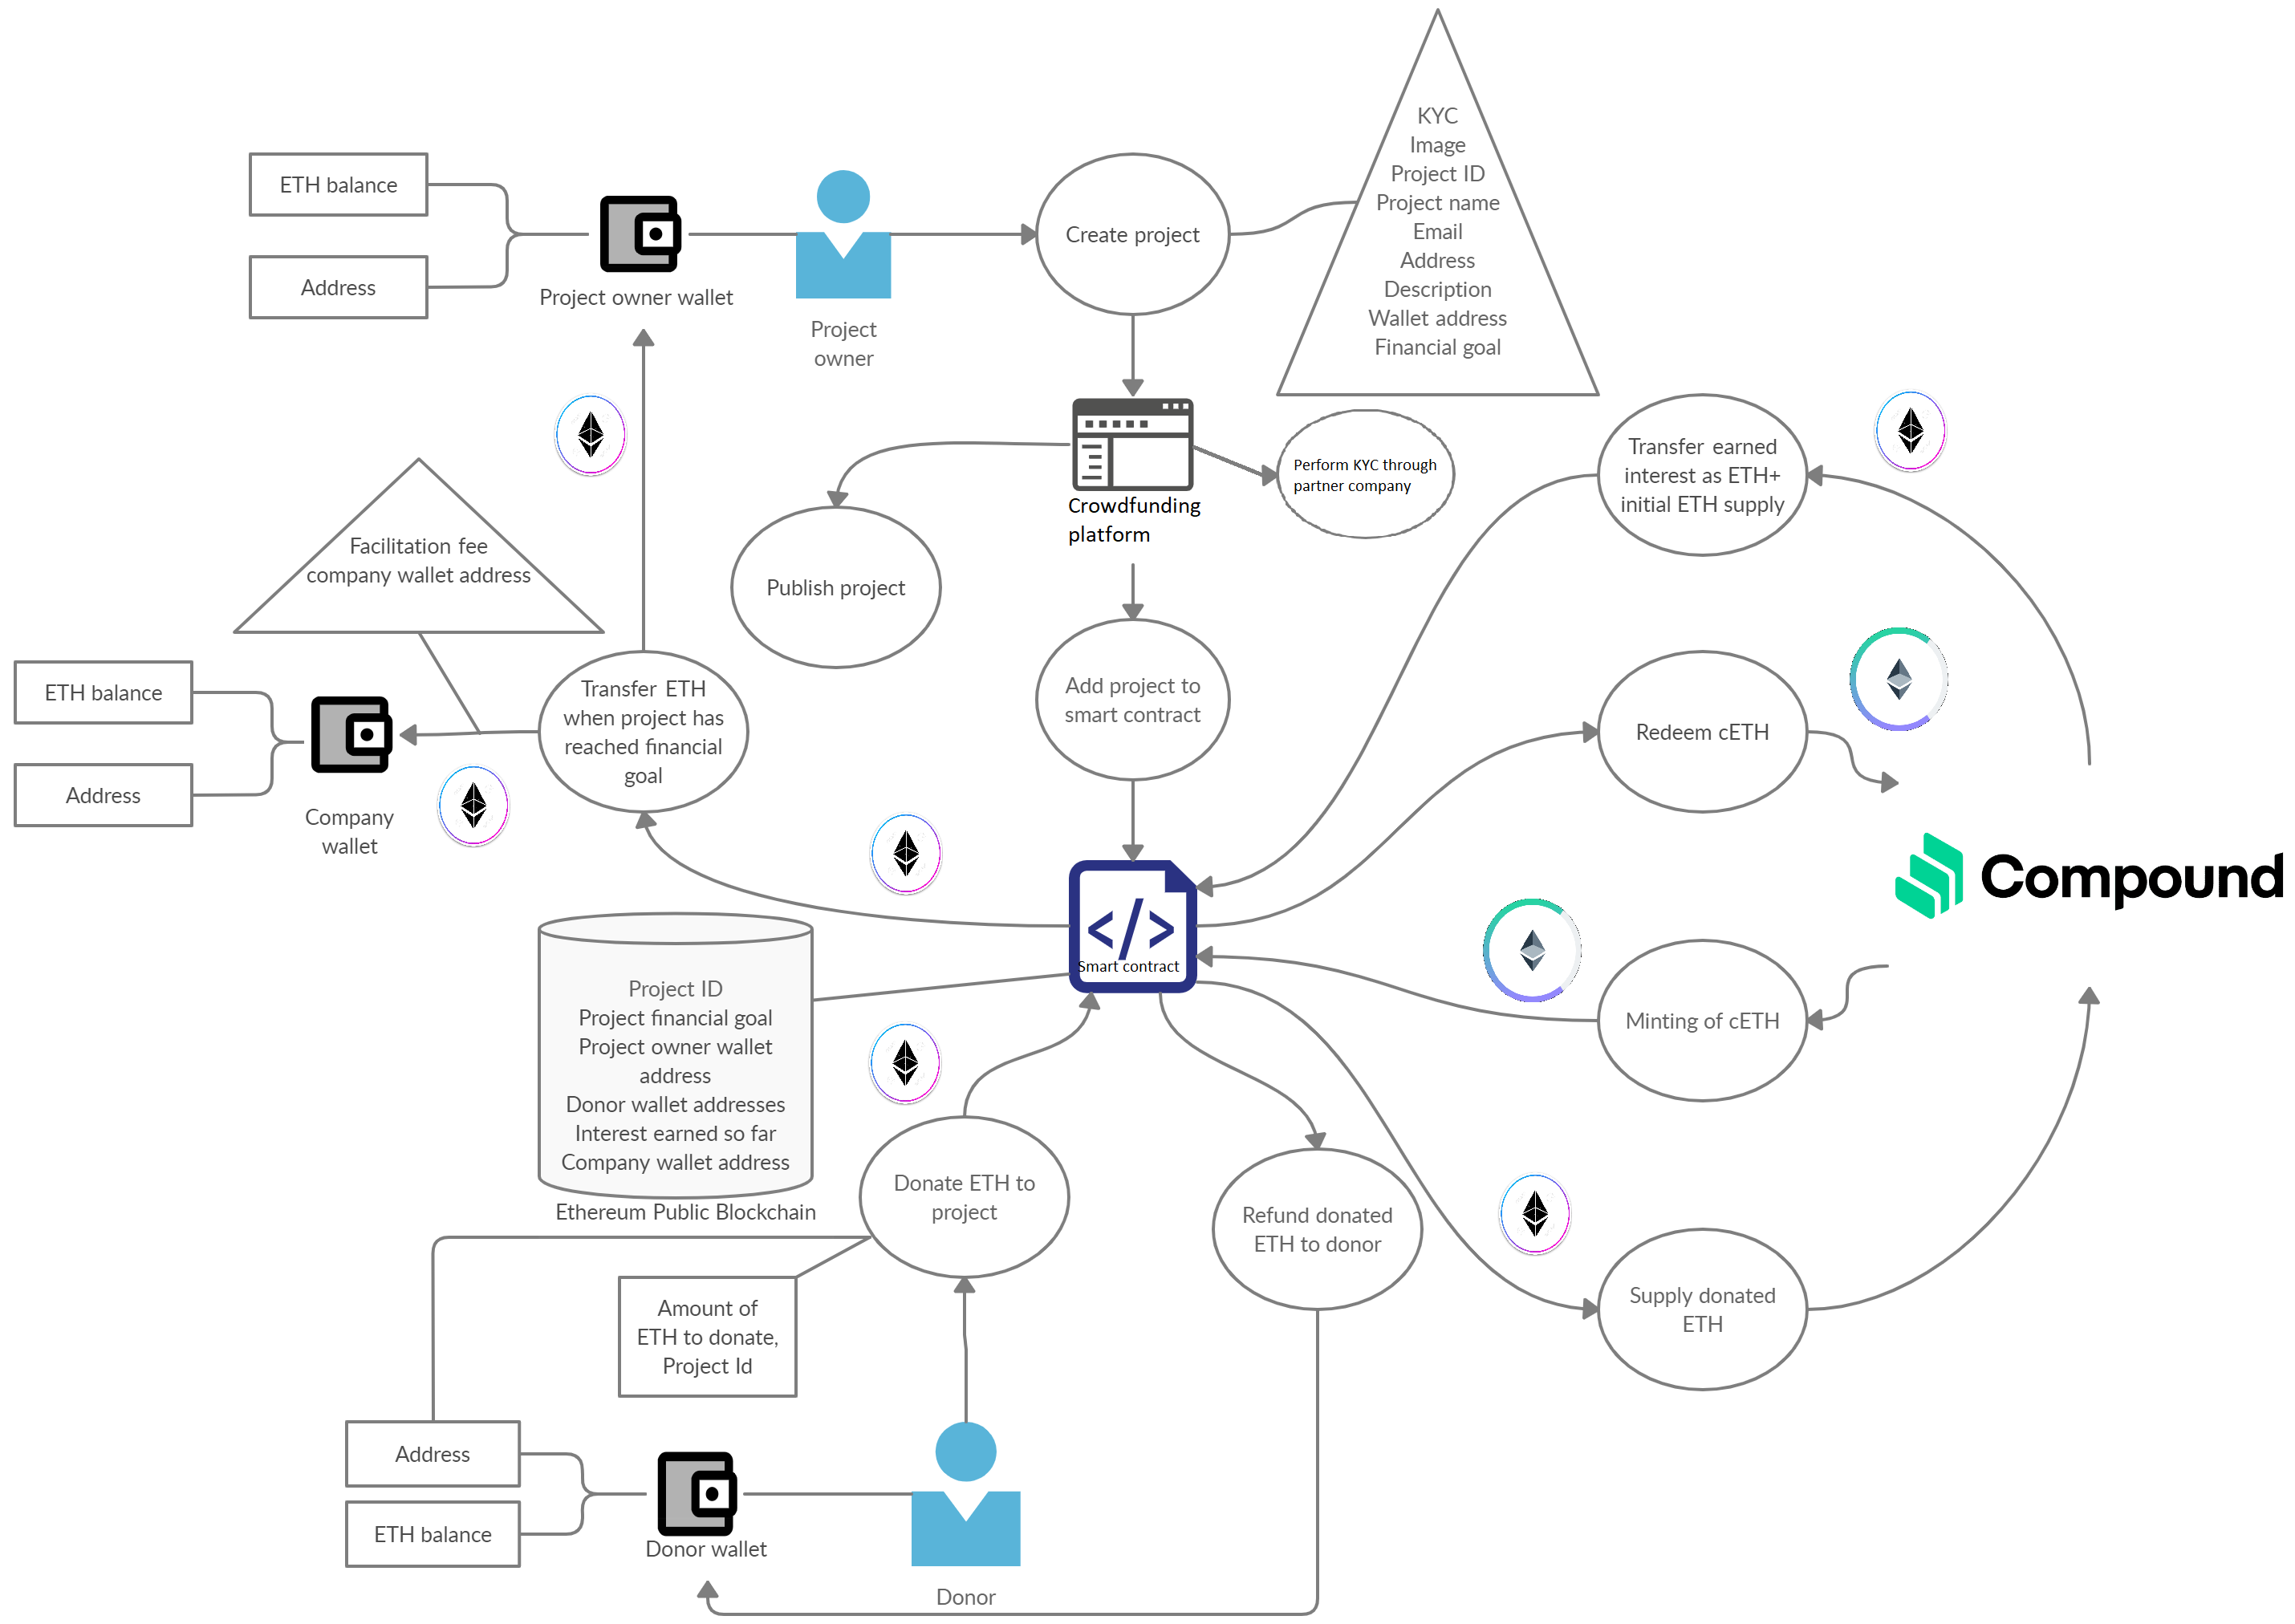 KYC
Image
Project ID
Project name
Email
Address
Description
Wallet address
Financial goal
ETH balance
Address
Project owner wallet
Project
owner
Create project
Crowdfunding
platform
Perform KYC through
partner company
Transfer earned
interest as ETH+
initial ETH supply
Publish project
Facilitation fee
company wallet address
Add project to
smart contract
ETH balance
Address
Company
wallet
Transfer ETH
when project has
reached financial
goal
Redeem cETH
Compound
Smart contract
Minting of cETH
Project ID
Project financial goal
Project owner wallet
address
Donor wallet addresses
Interest earned so far
Company wallet address
Ethereum Public Blockchain
Donate ETH to
project
Refund donated
ETH to donor
Supply donated
ETH
Amount of
ETH to donate,
Project Id
Address
ETH balance
Donor wallet
Donor